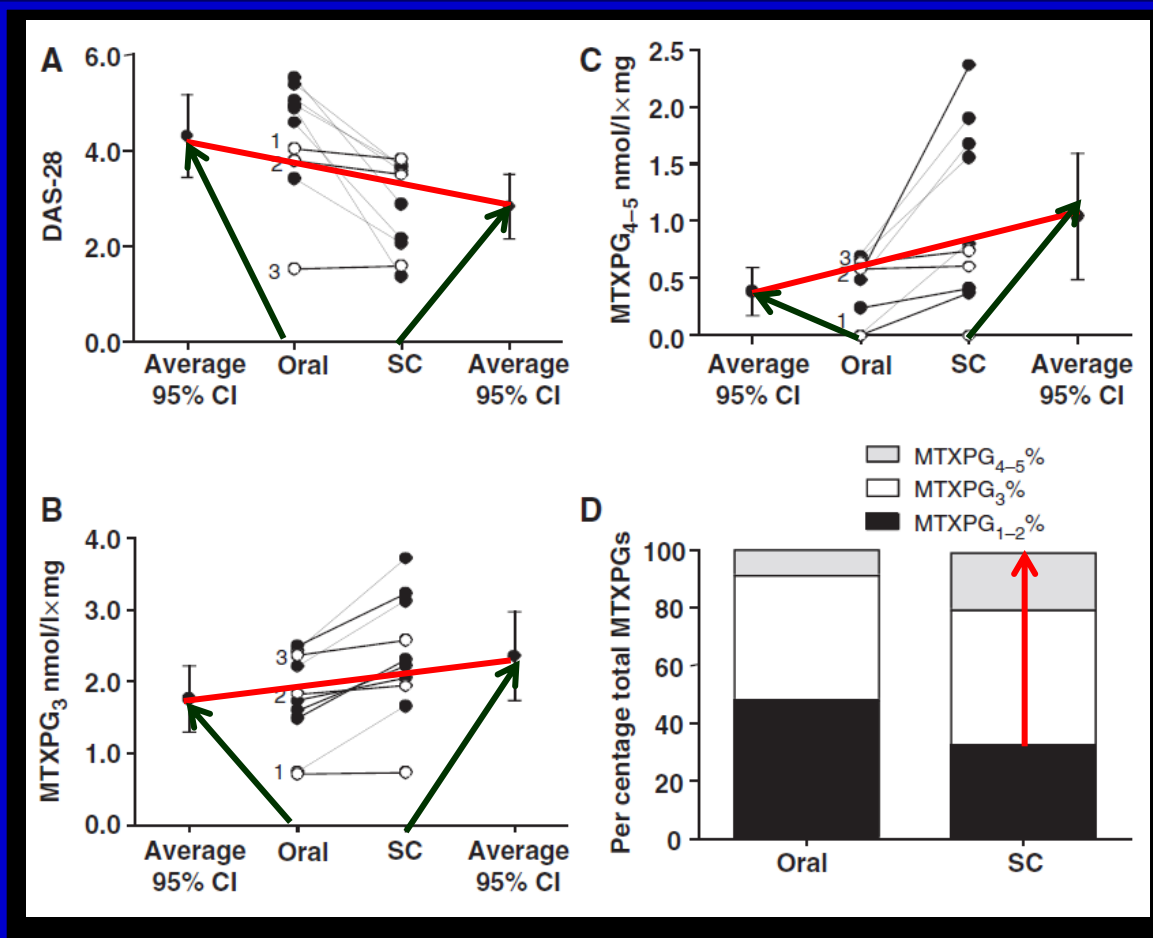 A
6.0
4.0
2.0
0.0
DAS-28
1
2
3
Average
95% CI
Oral
SC
Average
95% CI
C
2.5
2.0
1.5
1.0
0.5
0.0
MTXPG4–5 nmol/l×mg
3
2
1
Average
95% CI
Oral
SC
Average
95% CI
B
4.0
3.0
2.0
1.0
0.0
MTXPG3 nmol/l×mg
3
2
1
Average
95% CI
Oral
SC
Average
95% CI
D
MTXPG4–5%
MTXPG3%
MTXPG1–2%
100
80
60
40
20
0
Per centage total MTXPGs
Oral
SC